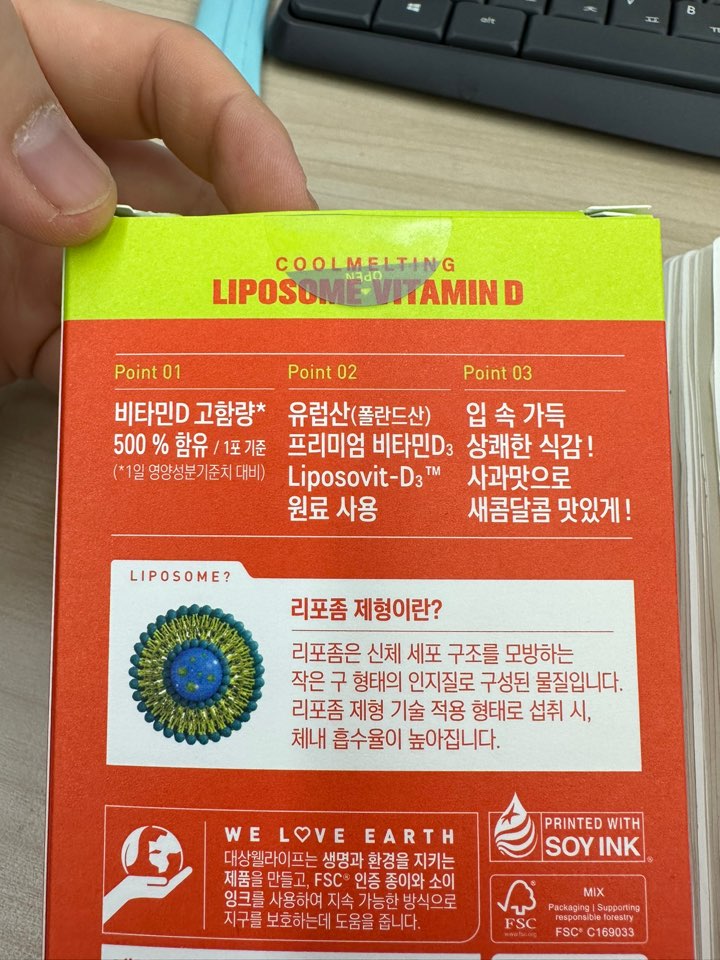 COOLMELTING
OPEN
LIPOSOME VITAMIN D
Point 01
비타민D 고함량*
500 % 함유 / 1포 기준
(*1일 영양성분기준치 대비)
Point 02
유럽산(폴란드산)
프리미엄 비타민D₃
Liposovit-D₃™
원료 사용
Point 03
입 속 가득
상쾌한 식감!
사과맛으로
새콤달콤 맛있게!
LIPOSOME?
리포좀 제형이란?
리포좀은 신체 세포 구조를 모방하는
작은 구 형태의 인지질로 구성된 물질입니다.
리포좀 제형 기술 적용 형태로 섭취 시,
체내 흡수율이 높아집니다.
WE L♡VE EARTH
대상웰라이프는 생명과 환경을 지키는
제품을 만들고, FSC® 인증 종이와 소이
잉크를 사용하여 지속 가능한 방식으로
지구를 보호하는데 도움을 줍니다.
PRINTED WITH
SOY INK®
FSC
www.fsc.org
MIX
Packaging | Supporting
responsible forestry
FSC® C169033
alt
B